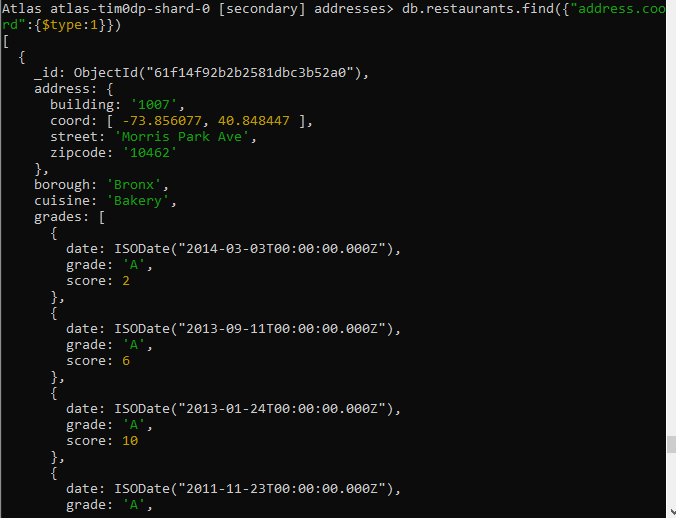 Atlas atlas-tim0dp-shard-0 [secondary] addresses> db.restaurants.find({"address.coo
rd":{$type:1}})
[
  {
    _id: ObjectId("61f14f92b2b2581dbc3b52a0"),
    address: {
      building: '1007',
      coord: [ -73.856077, 40.848447 ],
      street: 'Morris Park Ave',
      zipcode: '10462'
    },
    borough: 'Bronx',
    cuisine: 'Bakery',
    grades: [
      {
        date: ISODate("2014-03-03T00:00:00.000Z"),
        grade: 'A',
        score: 2
      },
      {
        date: ISODate("2013-09-11T00:00:00.000Z"),
        grade: 'A',
        score: 6
      },
      {
        date: ISODate("2013-01-24T00:00:00.000Z"),
        grade: 'A',
        score: 10
      },
      {
        date: ISODate("2011-11-23T00:00:00.000Z"),
        grade: 'A',